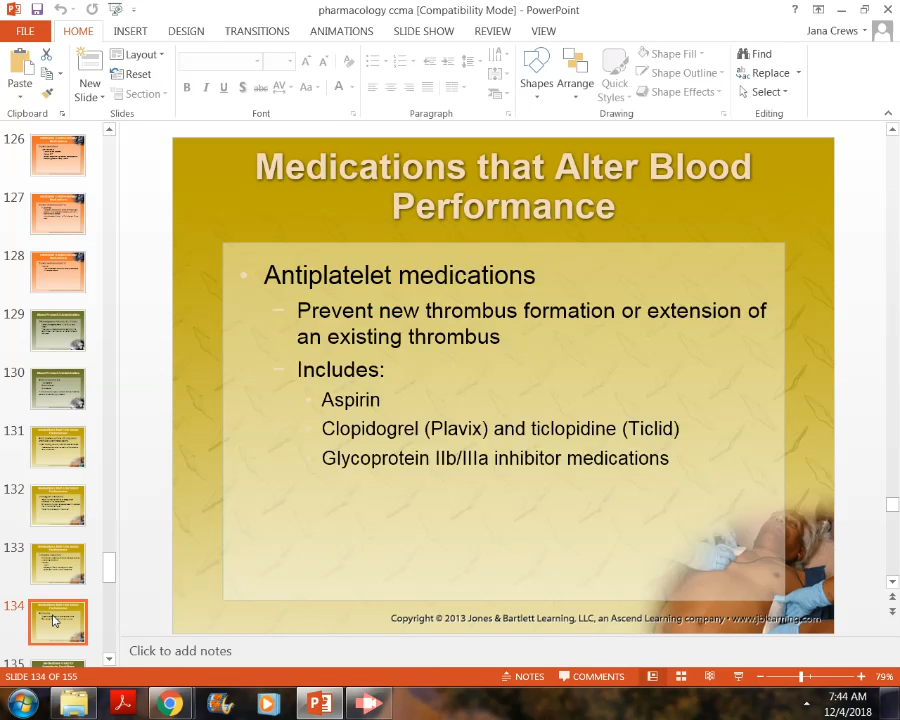 pharmacology ccma [Compatibility Mode] - PowerPoint
FILE HOME INSERT DESIGN TRANSITIONS ANIMATIONS SLIDE SHOW REVIEW VIEW Jana Crews
Paste
Clipboard
New
Slide
Layout
Reset
Section
Slides
B I U S abc AV Aa A
Font
Paragraph
Shapes
Arrange
Quick
Styles
Shape Fill
Shape Outline
Shape Effects
Drawing
Find
Replace
Select
Editing
126
127
128
129
130
131
132
133
134
135
Medications that Alter Blood
Performance
• Antiplatelet medications
– Prevent new thrombus formation or extension of
an existing thrombus
– Includes:
Aspirin
Clopidogrel (Plavix) and ticlopidine (Ticlid)
Glycoprotein IIb/IIIa inhibitor medications
Copyright © 2013 Jones & Bartlett Learning, LLC, an Ascend Learning company • www.jblearning.com
Click to add notes
SLIDE 134 OF 155 NOTES COMMENTS 79%
7:44 AM
12/4/2018